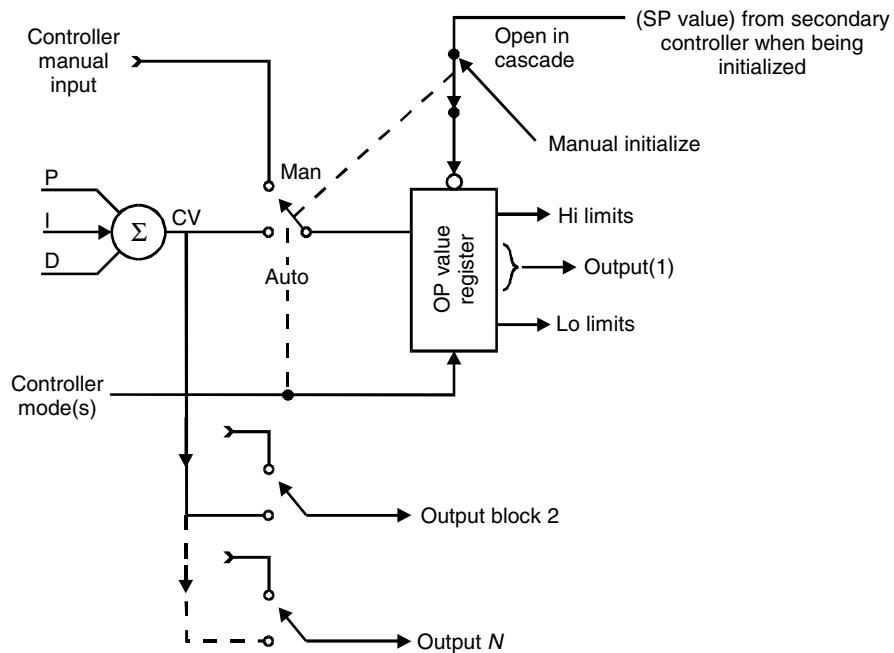 Controller
manual
input
Open in
cascade
(SP value) from secondary
controller when being
initialized
Manual initialize
Man
P
I
D
Σ
CV
Auto
OP value
register
Hi limits
Output(1)
Lo limits
Controller
mode(s)
Output block 2
Output N